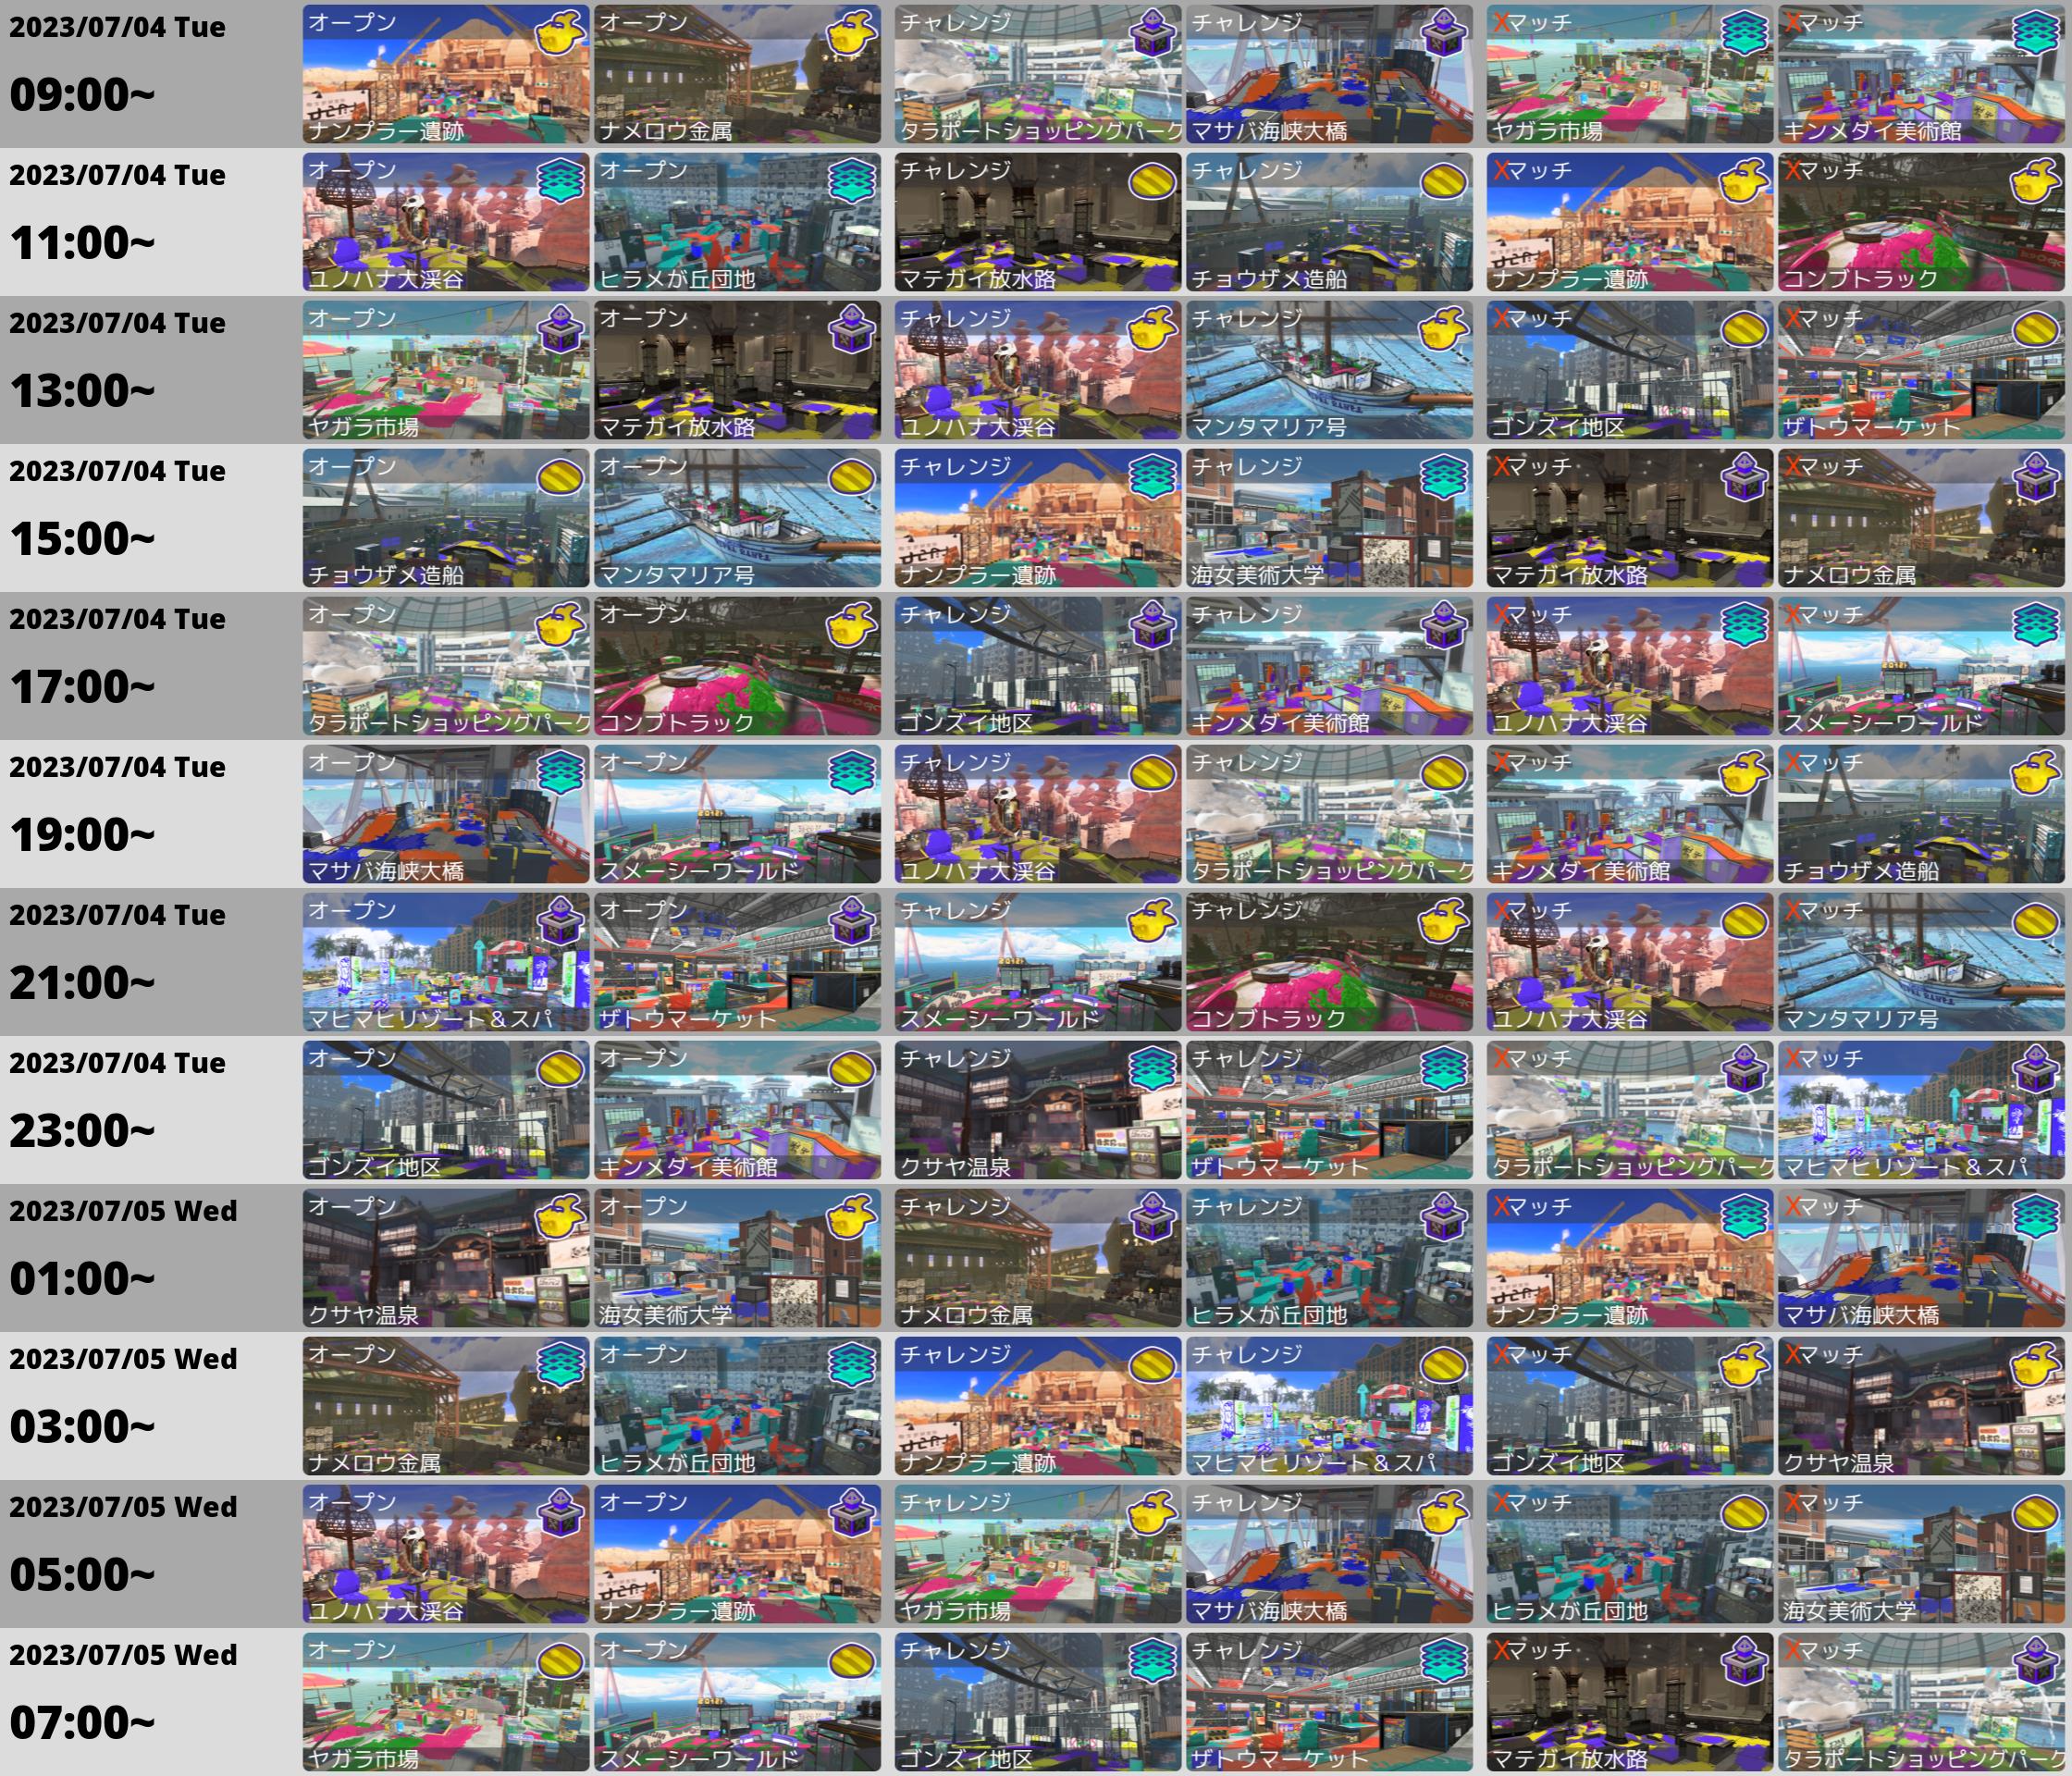 2023/07/04 Tue
09:00~
オープン
ナンプラー遺跡
オープン
ナメロウ金属
チャレンジ
タラポートショッピングパーク
チャレンジ
マサバ海峡大橋
Xマッチ
ヤガラ市場
Xマッチ
キンメダイ美術館
2023/07/04 Tue
11:00~
オープン
ユノハナ大渓谷
オープン
ヒラメが丘団地
チャレンジ
マテガイ放水路
チャレンジ
チョウザメ造船
Xマッチ
ナンプラー遺跡
Xマッチ
コンブトラック
2023/07/04 Tue
13:00~
オープン
ヤガラ市場
オープン
マテガイ放水路
チャレンジ
ユノハナ大渓谷
チャレンジ
マンタマリア号
Xマッチ
ゴンズイ地区
Xマッチ
ザトウマーケット
2023/07/04 Tue
15:00~
オープン
チョウザメ造船
オープン
マンタマリア号
チャレンジ
ナンプラー遺跡
チャレンジ
海女美術大学
Xマッチ
マテガイ放水路
Xマッチ
ナメロウ金属
2023/07/04 Tue
17:00~
オープン
タラポートショッピングパーク
オープン
コンブトラック
チャレンジ
ゴンズイ地区
チャレンジ
キンメダイ美術館
Xマッチ
ユノハナ大渓谷
Xマッチ
スメーシーワールド
2023/07/04 Tue
19:00~
オープン
マサバ海峡大橋
オープン
スメーシーワールド
チャレンジ
ユノハナ大渓谷
チャレンジ
タラポートショッピングパーク
Xマッチ
キンメダイ美術館
Xマッチ
チョウザメ造船
2023/07/04 Tue
21:00~
オープン
マヒマヒリゾート＆スパ
オープン
ザトウマーケット
チャレンジ
スメーシーワールド
チャレンジ
コンブトラック
Xマッチ
ユノハナ大渓谷
Xマッチ
マンタマリア号
2023/07/04 Tue
23:00~
オープン
ゴンズイ地区
オープン
キンメダイ美術館
チャレンジ
クサヤ温泉
チャレンジ
ザトウマーケット
Xマッチ
タラポートショッピングパーク
Xマッチ
マヒマヒリゾート＆スパ
2023/07/05 Wed
01:00~
オープン
クサヤ温泉
オープン
海女美術大学
チャレンジ
ナメロウ金属
チャレンジ
ヒラメが丘団地
Xマッチ
ナンプラー遺跡
Xマッチ
マサバ海峡大橋
2023/07/05 Wed
03:00~
オープン
ナメロウ金属
オープン
ヒラメが丘団地
チャレンジ
ナンプラー遺跡
チャレンジ
マヒマヒリゾート＆スパ
Xマッチ
ゴンズイ地区
Xマッチ
クサヤ温泉
2023/07/05 Wed
05:00~
オープン
ユノハナ大渓谷
オープン
ナンプラー遺跡
チャレンジ
ヤガラ市場
チャレンジ
マサバ海峡大橋
Xマッチ
ヒラメが丘団地
Xマッチ
海女美術大学
2023/07/05 Wed
07:00~
オープン
ヤガラ市場
オープン
スメーシーワールド
チャレンジ
ゴンズイ地区
チャレンジ
ザトウマーケット
Xマッチ
マテガイ放水路
Xマッチ
タラポートショッピングパーク